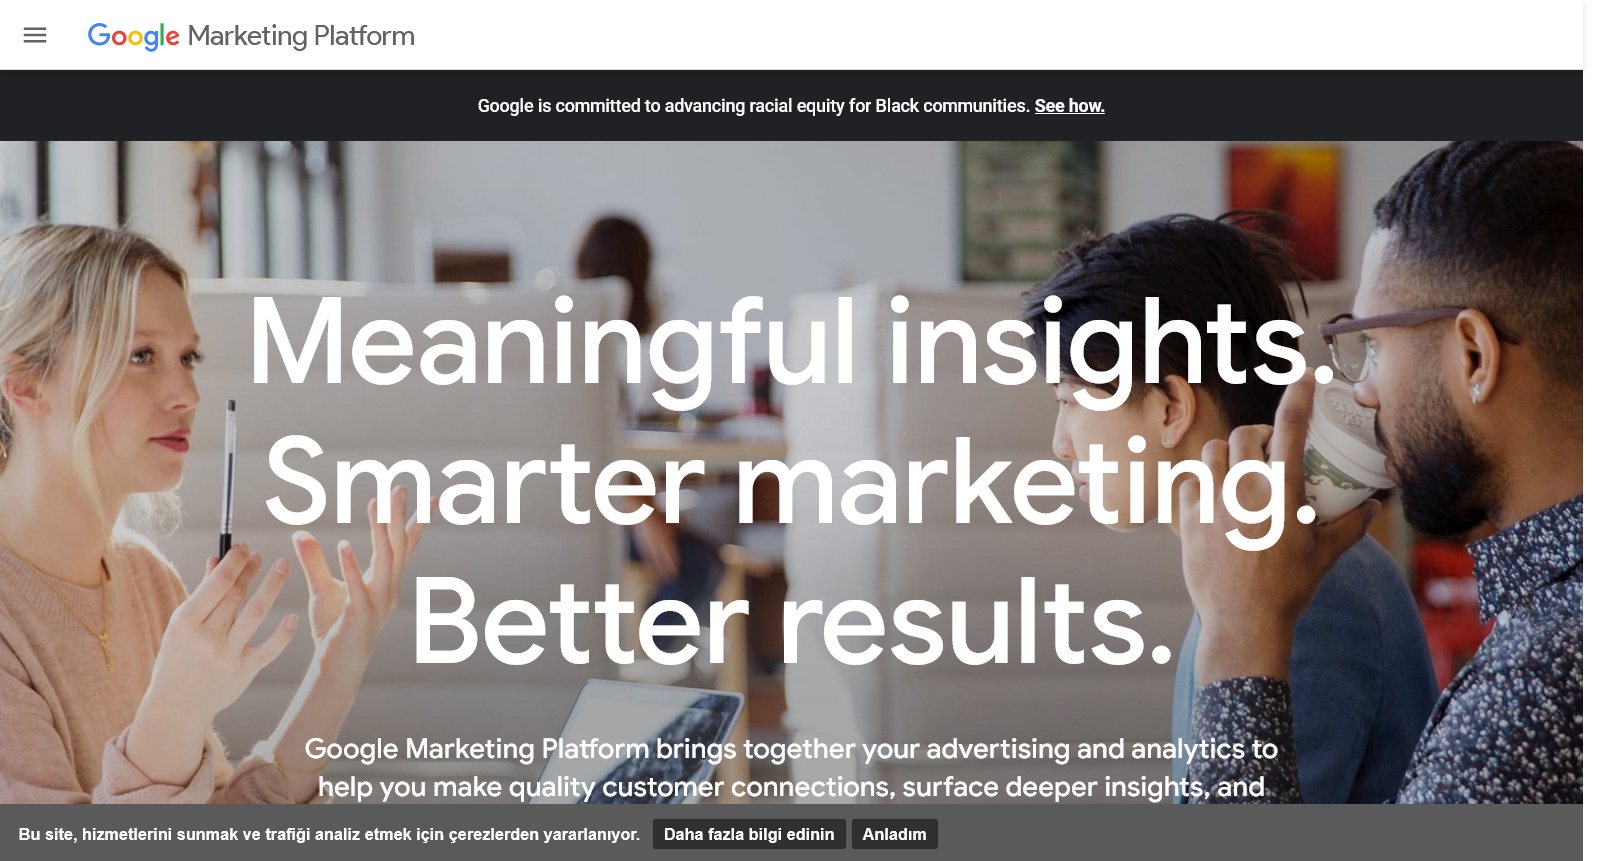 Google Marketing Platform
Google is committed to advancing racial equity for Black communities. See how.
Meaningful insights.
Smarter marketing.
Better results.
Google Marketing Platform brings together your advertising and analytics to
help you make quality customer connections, surface deeper insights, and
Bu site, hizmetlerini sunmak ve trafiği analiz etmek için çerezlerden yararlanıyor. Daha fazla bilgi edinin Anladım